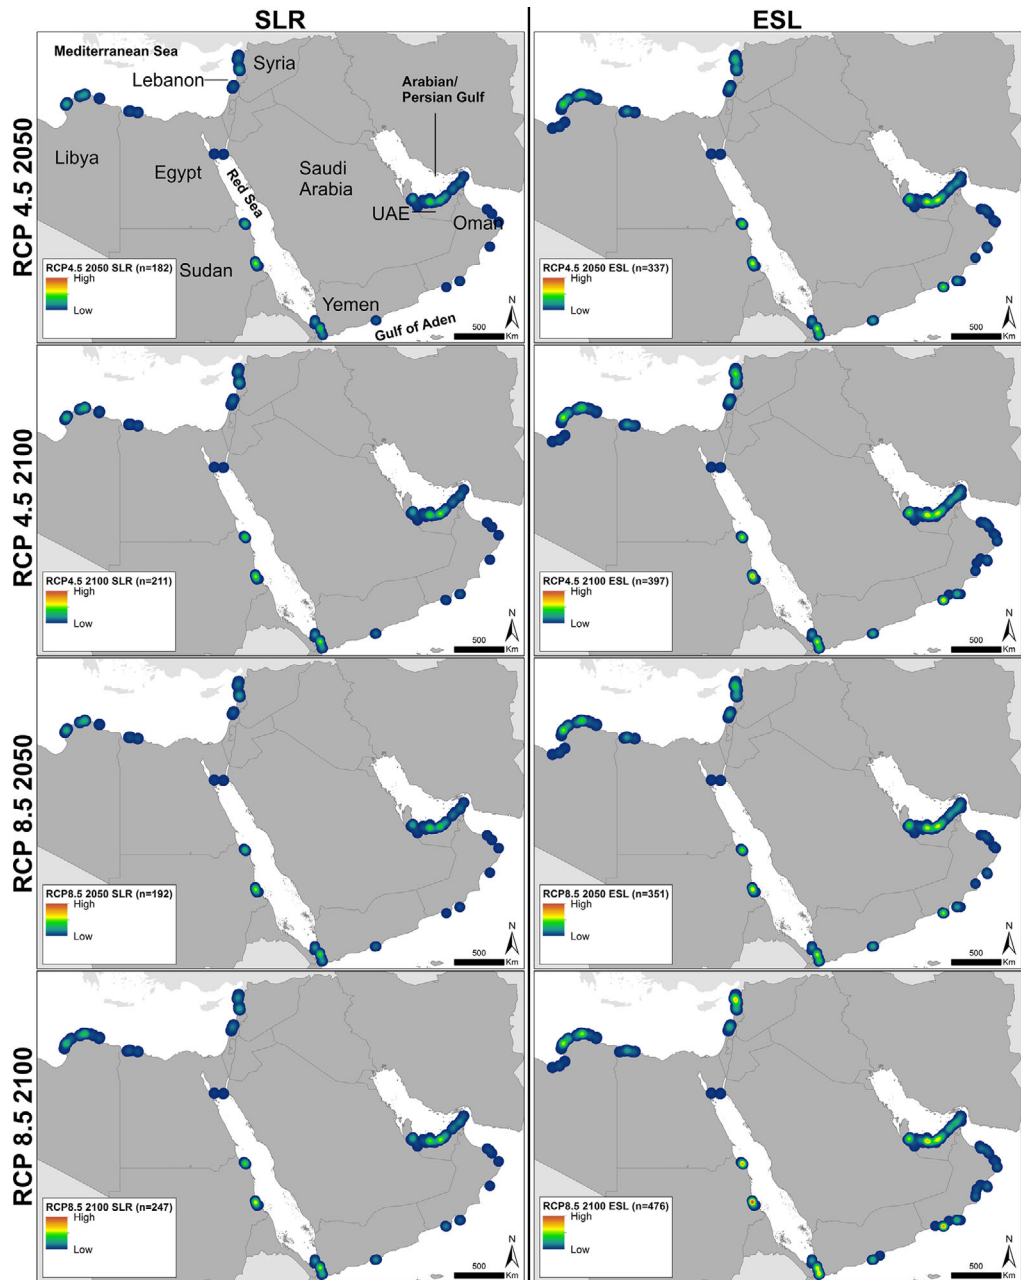 SLR
ESL
RCP 4.5 2050
Mediterranean Sea
Lebanon
Syria
Arabian/
Persian Gulf
Libya
Egypt
Red Sea
Saudi
Arabia
UAE
Oman
Sudan
Yemen
Gulf of Aden
RCP4.5 2050 SLR (n=182)
High
Low
N
500
Km
RCP4.5 2050 ESL (n=337)
High
Low
N
500
Km
RCP 4.5 2100
RCP4.5 2100 SLR (n=211)
High
Low
N
500
Km
RCP4.5 2100 ESL (n=397)
High
Low
N
500
Km
RCP 8.5 2050
RCP8.5 2050 SLR (n=192)
High
Low
N
500
Km
RCP8.5 2050 ESL (n=351)
High
Low
N
500
Km
RCP 8.5 2100
RCP8.5 2100 SLR (n=247)
High
Low
N
500
Km
RCP8.5 2100 ESL (n=476)
High
Low
N
500
Km